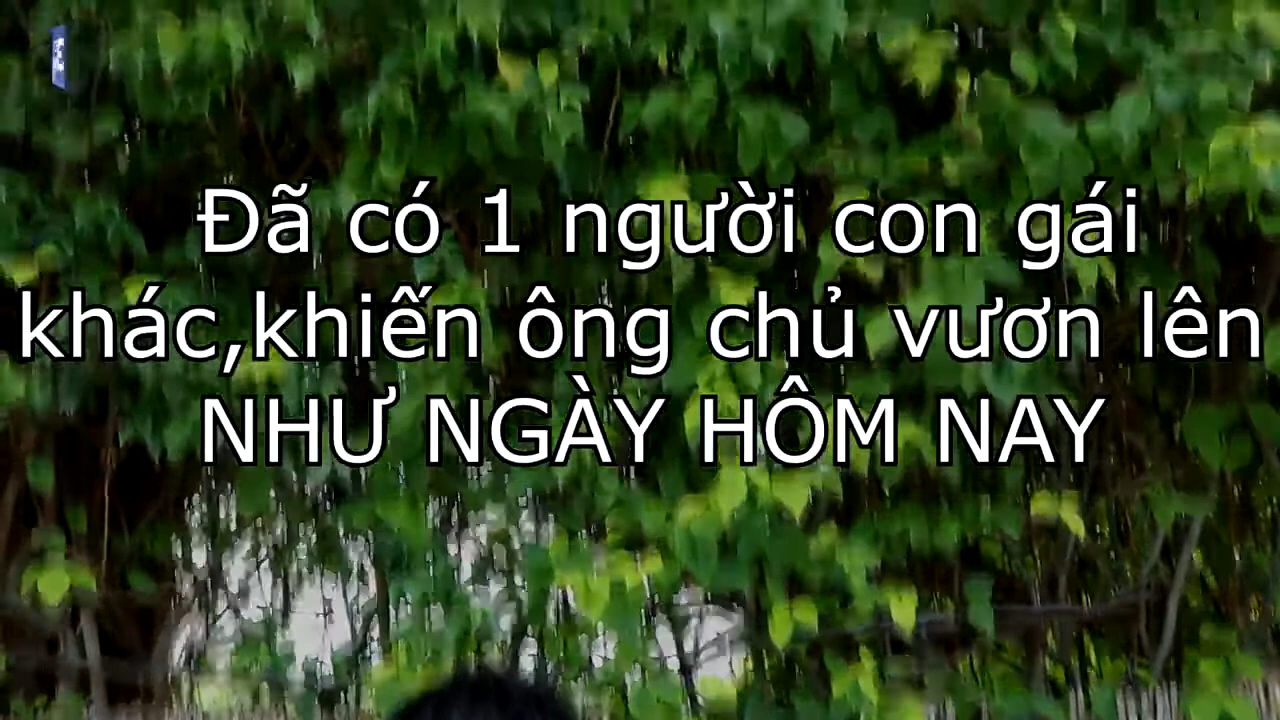 Đã có 1 người con gái
khác,khiến ông chủ vươn lên
NHƯ NGÀY HÔM NAY